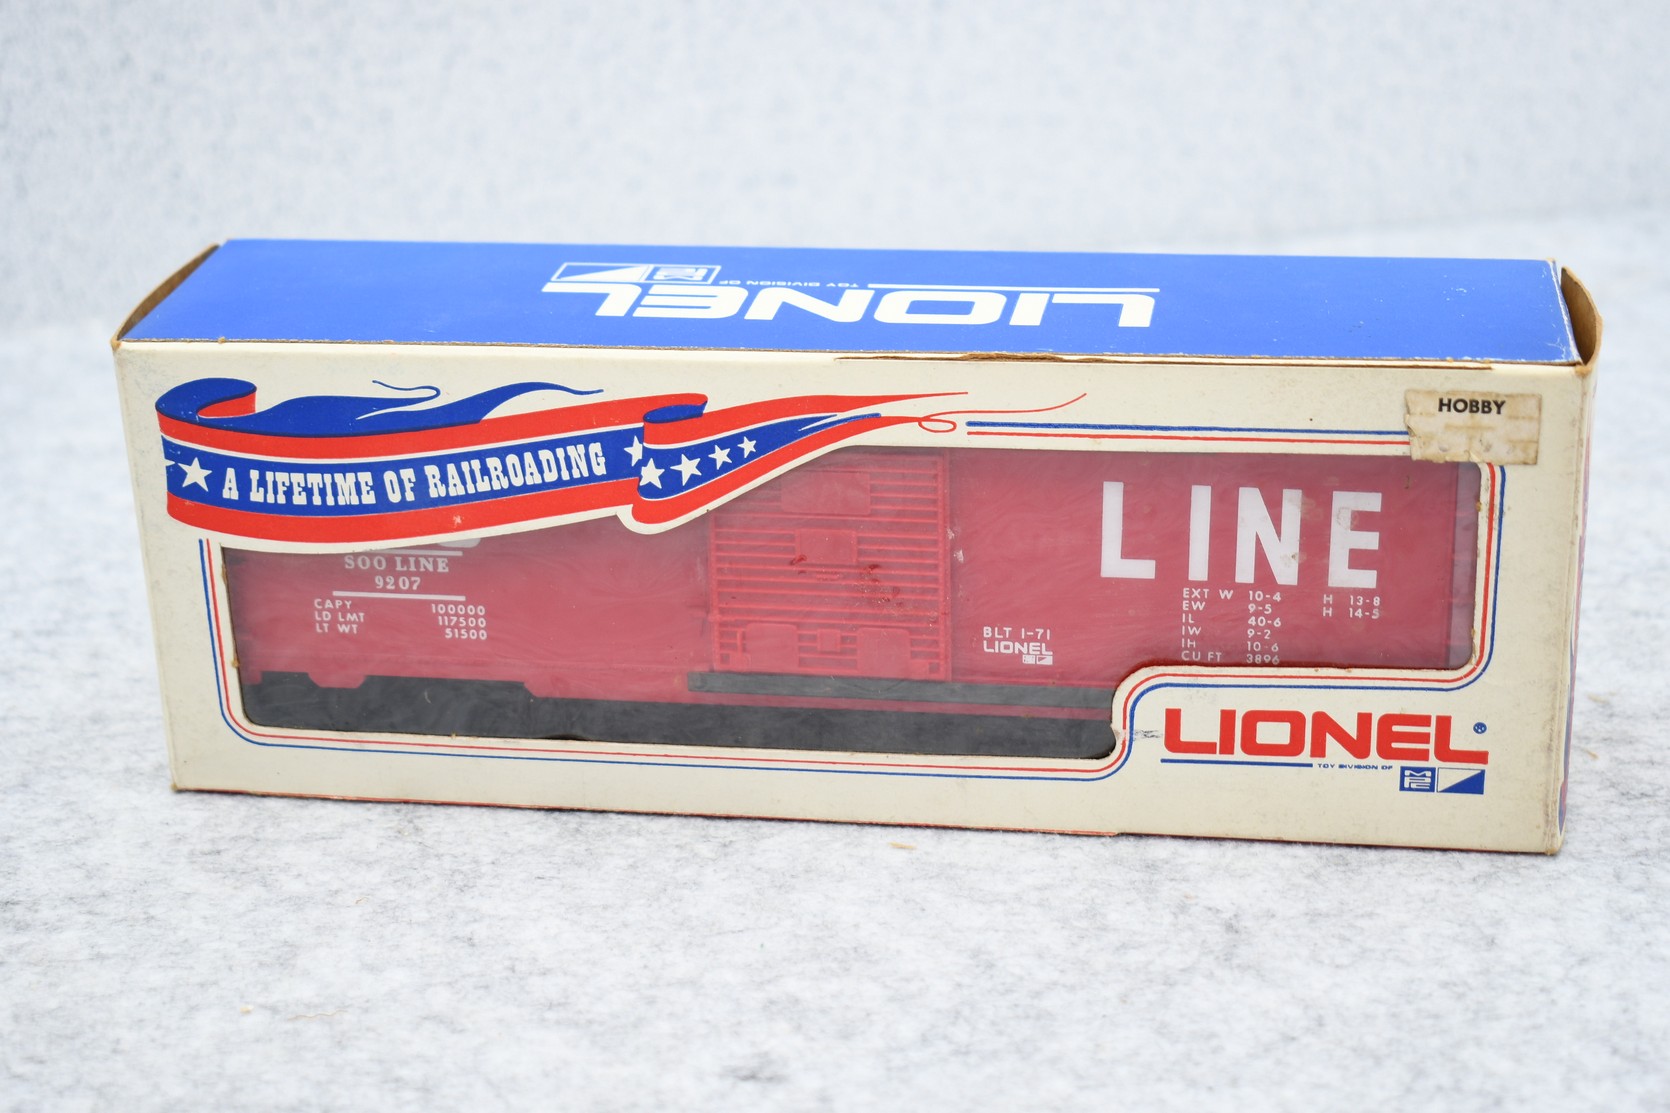 LIONEL
TOY DIVISION OF
MPC
HOBBY
A LIFETIME OF RAILROADING
SOO LINE
9207
CAPY 100000
LD LMT 117500
LT WT 51500
LINE
EXT W 10-4 H 13-8
EW 9-5 H 14-5
IL 40-6
IW 9-2
IH 10-6
CU FT 3896
BLT 1-71
LIONEL
LIONEL®
TOY DIVISION OF
MPC